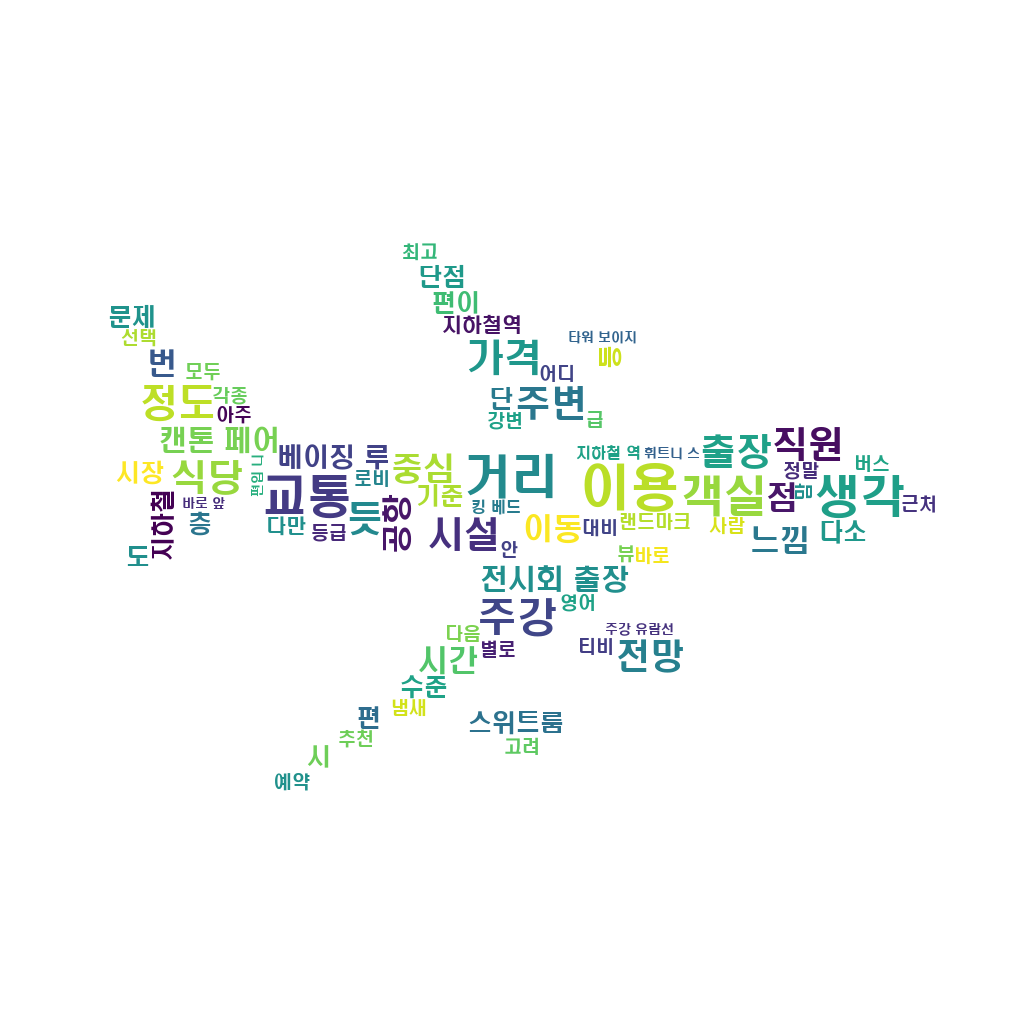 최고
단점
편이
문제
지하철역
선택
타워 보이지
가격
등
번
모두
어디
정도
각종
단
주변
아주
강변
급
캔톤 페어
베이징 루
출장
직원
중심
거리
지하철 역
휘트니 스
시장
식당
편임 니
로비
이용
정말
버스
교통
기준
객실
점
힘
생각
바로 앞
킹 베드
근처
지하철
층
다만
등급
듯
공항
시설
이동
대비
랜드마크
사람
느낌
다소
도
안
뷰
바로
전시회 출장
주강
영어
다음
별로
주강 유람선
티비
전망
시간
수준
냄새
편
스위트룸
추천
고려
시
예약